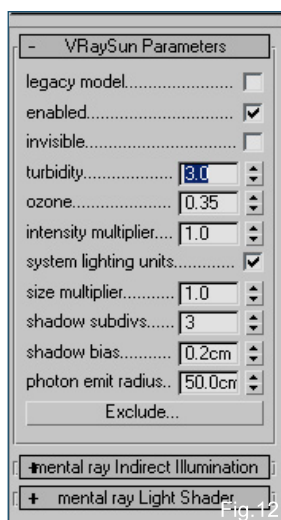 - VRaySun Parameters
legacy model.......................
enabled..............................
invisible...............................
turbidity.................. 3.0
ozone.................... 0.35
intensity multiplier.... 1.0
system lighting units..........
size multiplier........... 1.0
shadow subdivs...... 3
shadow bias........... 0.2cm
photon emit radius.. 50.0cm
Exclude...
+ mental ray Indirect Illumination
+ mental ray Light Shader
Fig.12